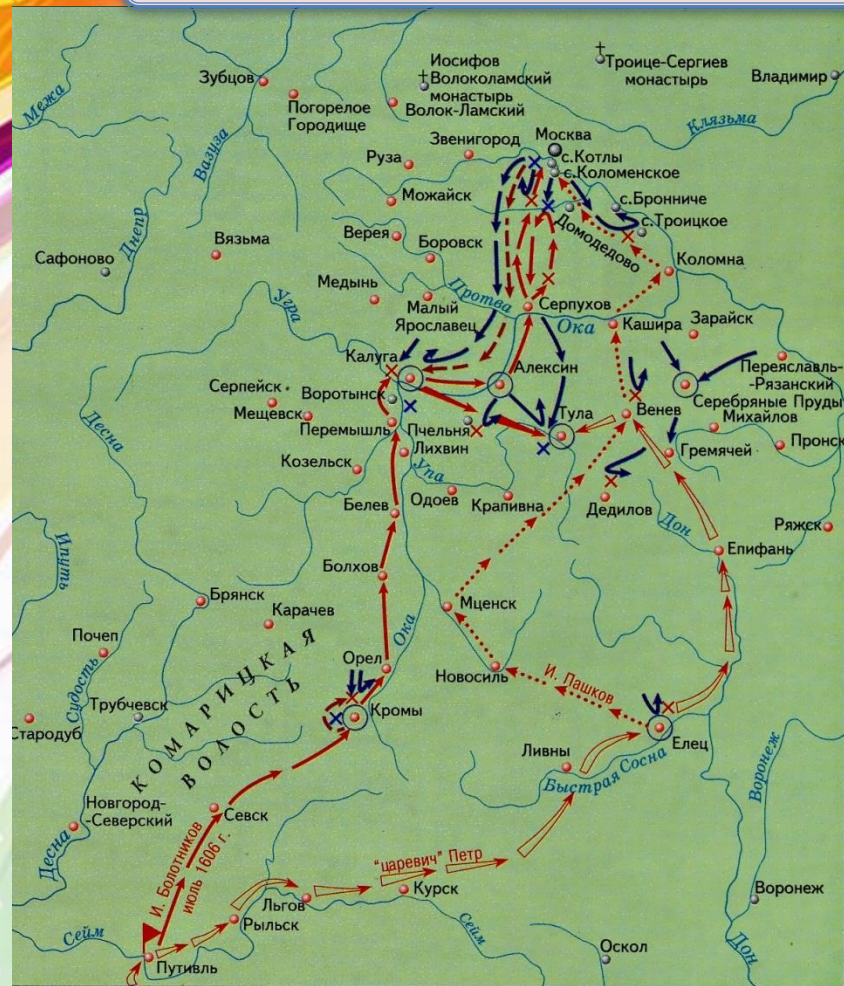 Иосифов
Волоколамский
монастырь
Троице-Сергиев
монастырь
Владимир
Зубцов
Межа
Погорелое
Городище
Волок-Ламский
Клязьма
Вазуза
Москва
Звенигород
с.Котлы
с.Коломенское
Руза
Можайск
с.Бронниче
с.Троицкое
Домодедово
Днепр
Верея
Вязьма
Боровск
Сафоново
Коломна
Медынь
Протва
Угра
Малый
Ярославец
Серпухов
Ока
Кашира
Зарайск
Калуга
Алексин
Переяславль-
-Рязанский
Серпейск
Воротынск
Серебряные Пруды
Мещевск
Тула
Венев
Михайлов
Перемышль
Пчельня
Десна
Лихвин
Гремячей
Пронск
Козельск
Упа
Одоев
Крапивна
Дедилов
Белев
Дон
Ряжск
Ипишь
Епифань
Болхов
Брянск
Мценск
Карачев
Ока
Почеп
Орел
Новосиль
И. Пашков
Судость
КОМАРИЦКАЯ
ВОЛОСТЬ
Трубчевск
Кромы
Стародуб
Елец
Ливны
Быстрая Сосна
Воронеж
Новгород-
-Северский
Севск
Десна
И. Болотников
июль 1606 г.
"царевич" Петр
Льгов
Курск
Рыльск
Воронеж
Сейм
Сейм
Дон
Оскол
Путивль